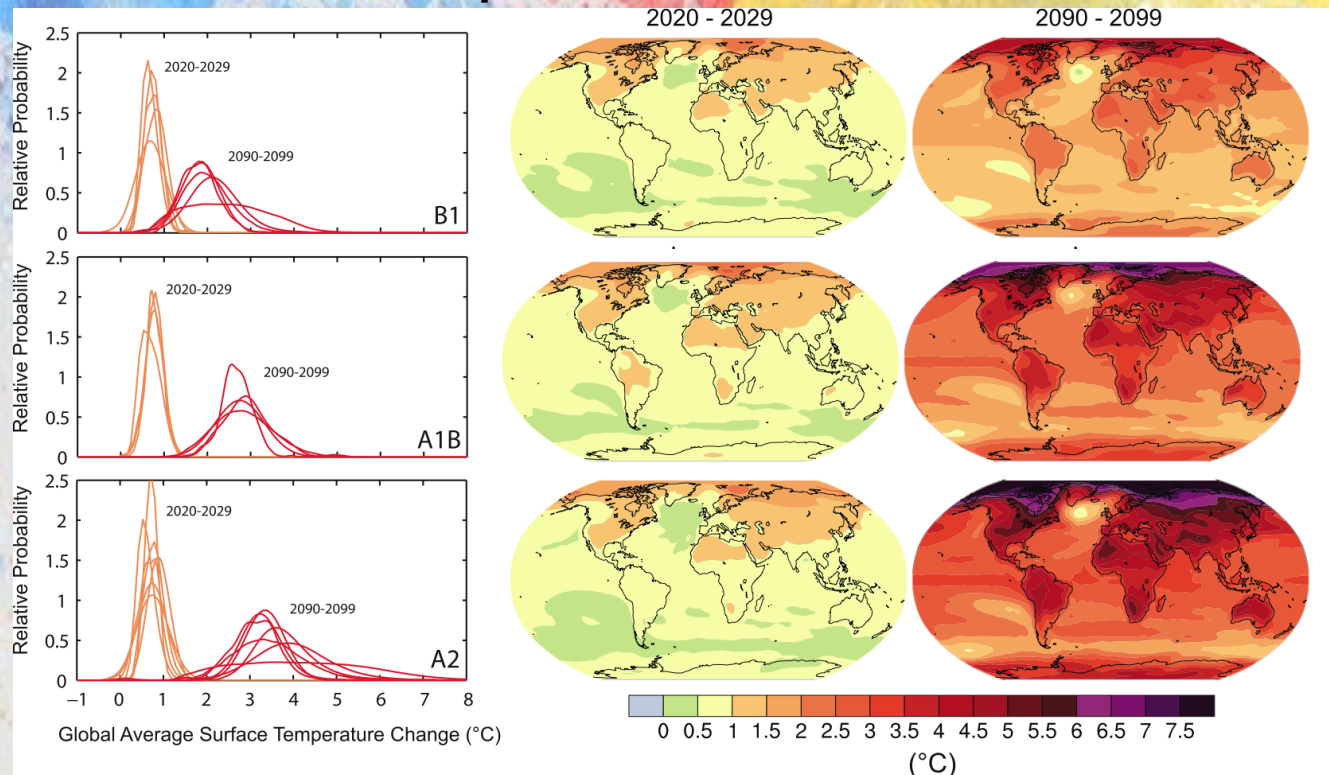 2020 - 2029
2090 - 2099
2.5
2
1.5
1
0.5
0
Relative Probability
2020-2029
2090-2099
B1
2.5
2
1.5
1
0.5
0
Relative Probability
2020-2029
2090-2099
A1B
2.5
2
1.5
1
0.5
0
Relative Probability
2020-2029
2090-2099
A2
−1 0 1 2 3 4 5 6 7 8
Global Average Surface Temperature Change (°C)
0 0.5 1 1.5 2 2.5 3 3.5 4 4.5 5 5.5 6 6.5 7 7.5
(°C)